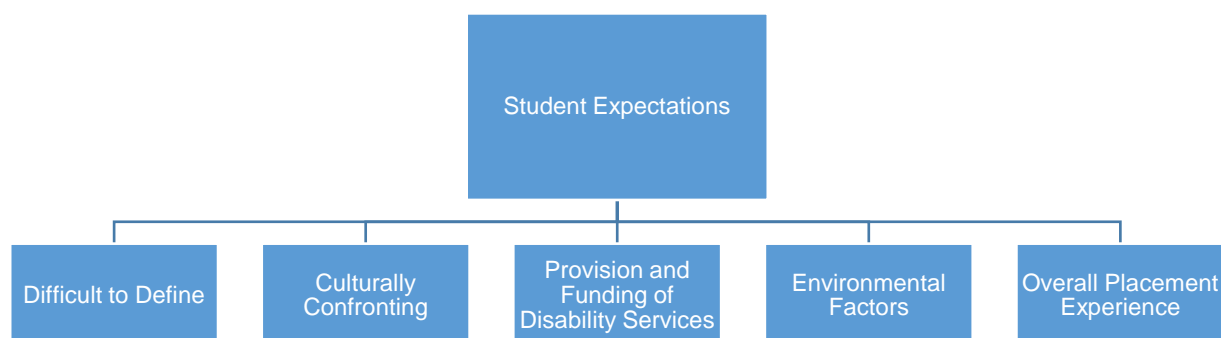 Student Expectations
Difficult to Define
Culturally
Confronting
Provision and
Funding of
Disability Services
Environmental
Factors
Overall Placement
Experience